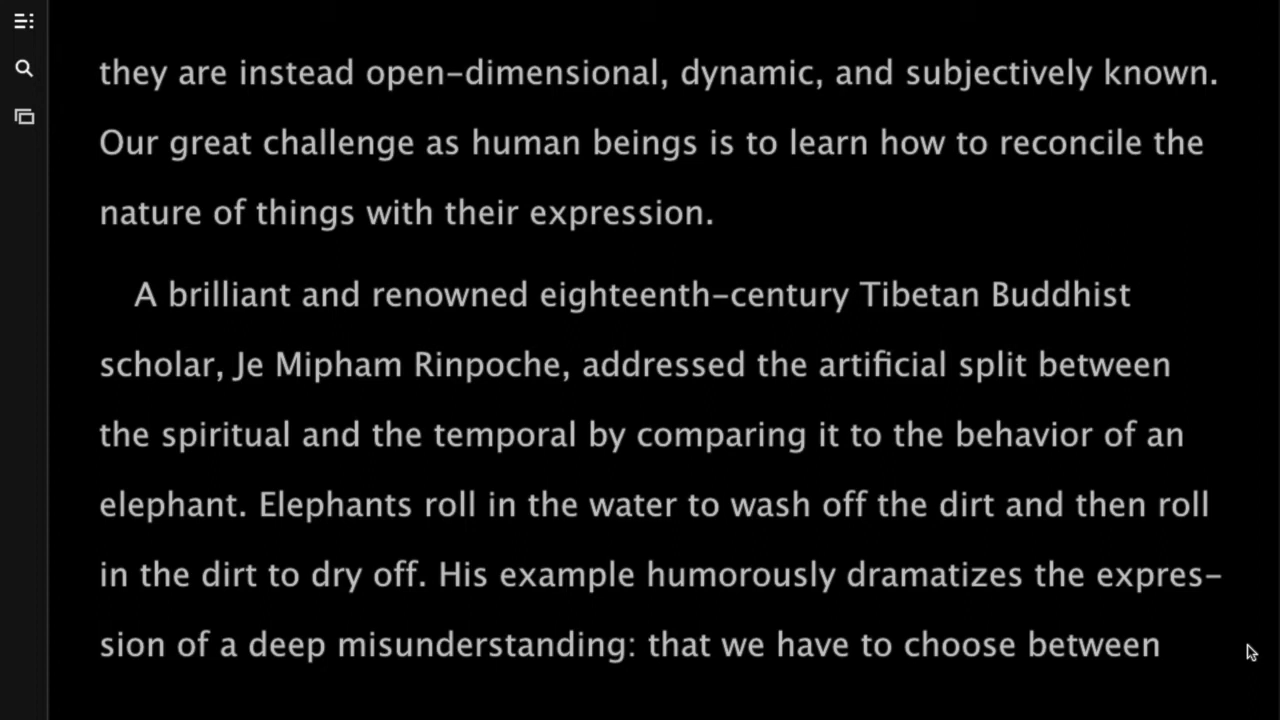 they are instead open-dimensional, dynamic, and subjectively known.
Our great challenge as human beings is to learn how to reconcile the
nature of things with their expression.
A brilliant and renowned eighteenth-century Tibetan Buddhist
scholar, Je Mipham Rinpoche, addressed the artificial split between
the spiritual and the temporal by comparing it to the behavior of an
elephant. Elephants roll in the water to wash off the dirt and then roll
in the dirt to dry off. His example humorously dramatizes the expres-
sion of a deep misunderstanding: that we have to choose between